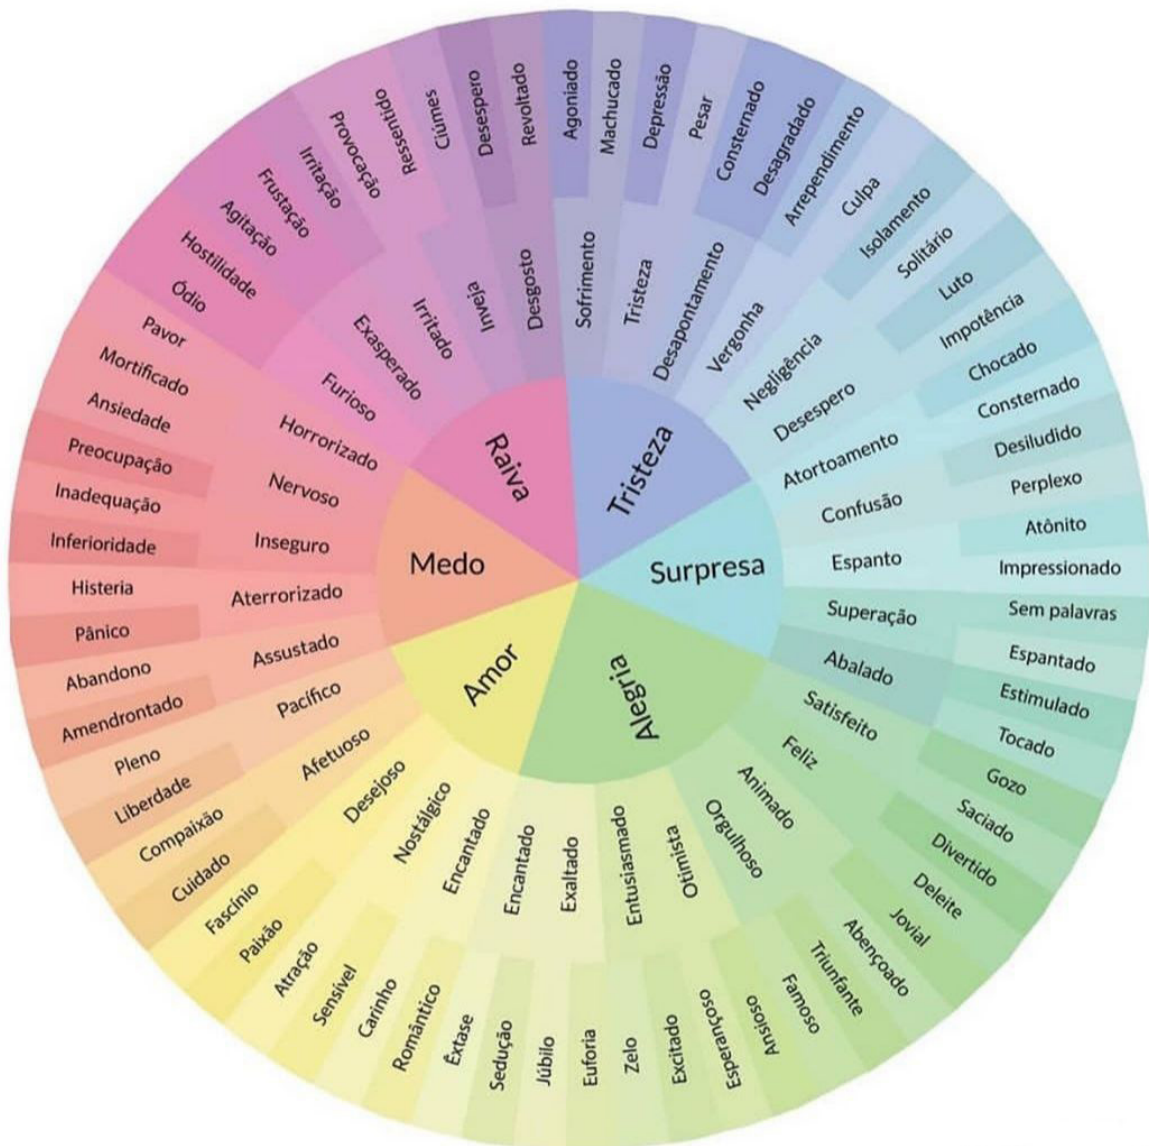 Raiva
Tristeza
Surpresa
Alegria
Amor
Medo
Sofrimento
Tristeza
Desapontamento
Vergonha
Negligência
Desespero
Atortoamento
Confusão
Espanto
Superação
Abalado
Satisfeito
Feliz
Animado
Orgulhoso
Otimista
Entusiasmado
Exaltado
Encantado
Encantado
Nostálgico
Desejoso
Afetuoso
Pacífico
Assustado
Aterrorizado
Inseguro
Nervoso
Horrorizado
Furioso
Exasperado
Irritado
Inveja
Desgosto
Agoniado
Machucado
Depressão
Pesar
Consternado
Desagradado
Arrependimento
Culpa
Isolamento
Solitário
Luto
Impotência
Chocado
Consternado
Desiludido
Perplexo
Atônito
Impressionado
Sem palavras
Espantado
Estimulado
Tocado
Gozo
Saciado
Divertido
Deleite
Jovial
Abençoado
Triunfante
Famoso
Ansioso
Esperançoso
Excitado
Zelo
Euforia
Júbilo
Sedução
Êxtase
Romântico
Carinho
Sensível
Atração
Paixão
Fascínio
Cuidado
Compaixão
Liberdade
Pleno
Amendrontado
Abandono
Pânico
Histeria
Inferioridade
Inadequação
Preocupação
Ansiedade
Mortificado
Pavor
Ódio
Hostilidade
Agitação
Frustação
Irritação
Provocação
Ressentido
Ciúmes
Desespero
Revoltado